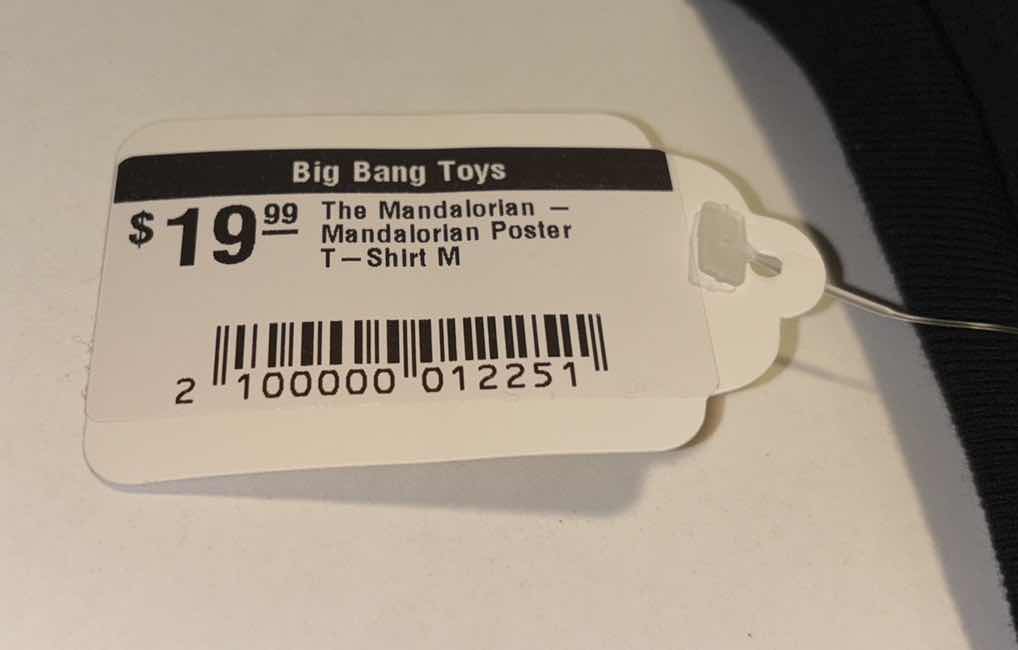 Big Bang Toys
$19.99
The Mandalorian –
Mandalorian Poster
T-Shirt M
2 100000 012251